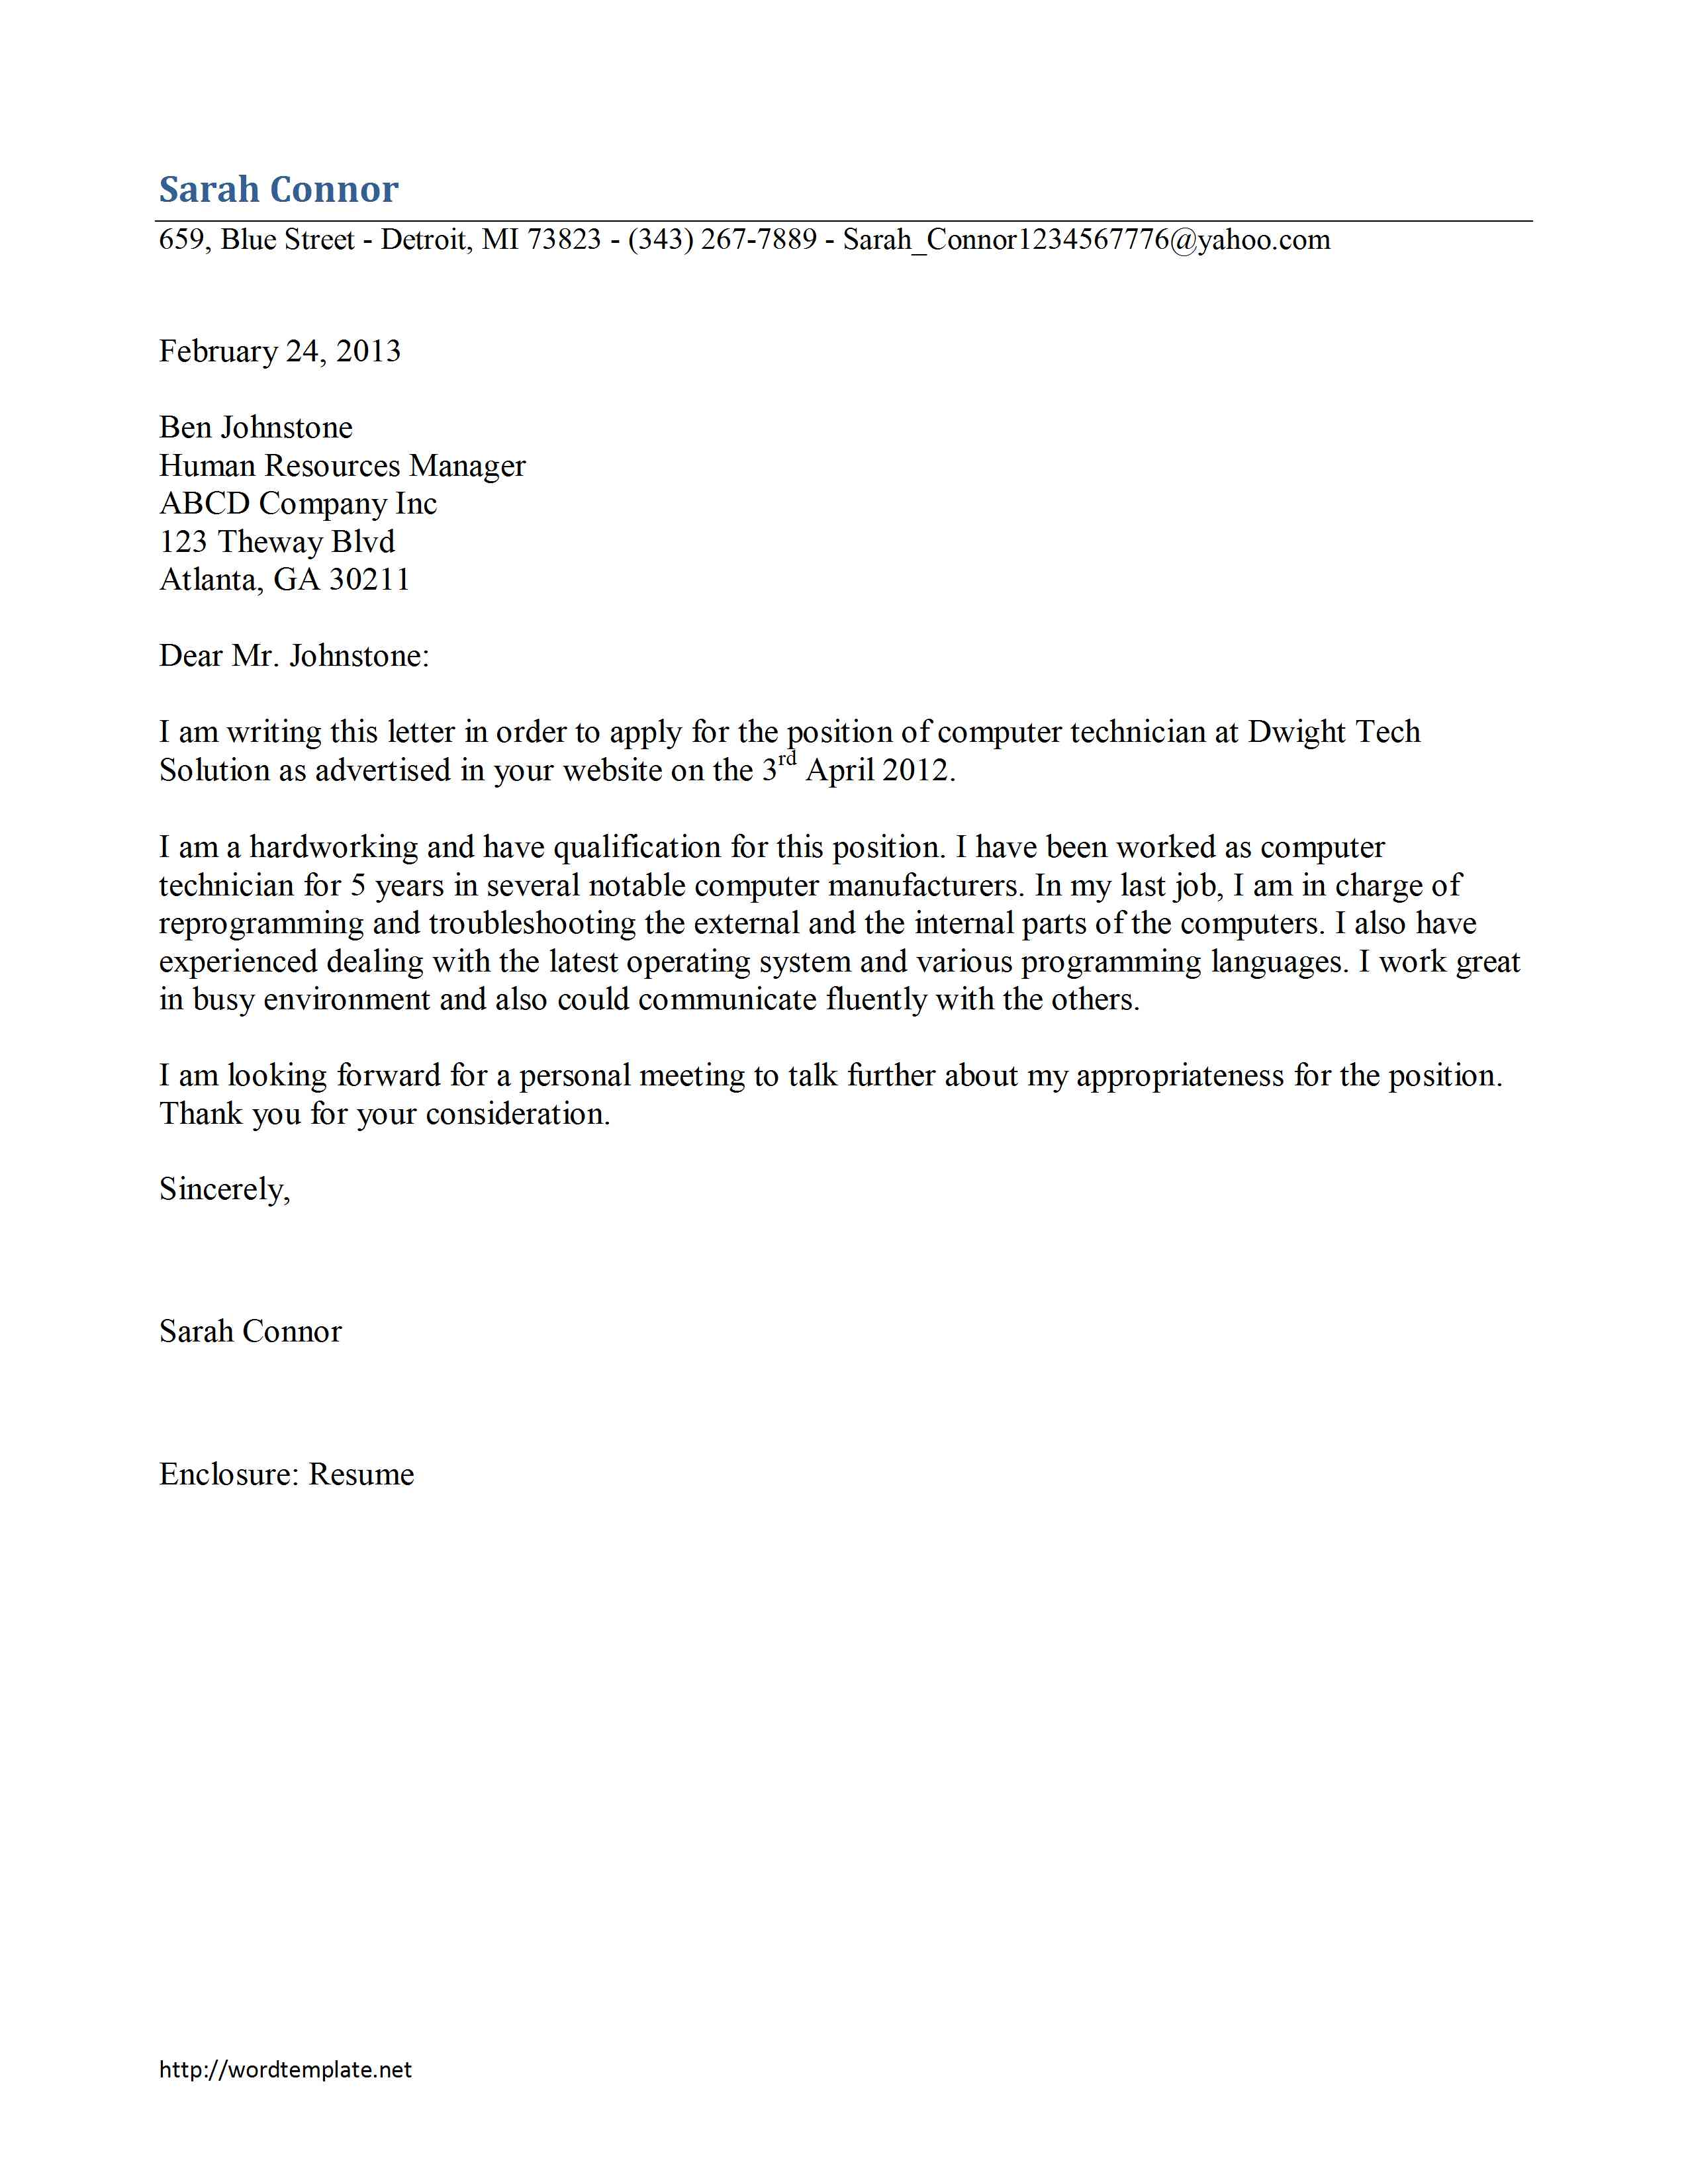 Sarah Connor
659, Blue Street - Detroit, MI 73823 - (343) 267-7889 - Sarah_Connor1234567776@yahoo.com
February 24, 2013
Ben Johnstone
Human Resources Manager
ABCD Company Inc
123 Theway Blvd
Atlanta, GA 30211
Dear Mr. Johnstone:
I am writing this letter in order to apply for the position of computer technician at Dwight Tech
Solution as advertised in your website on the 3rd April 2012.
I am a hardworking and have qualification for this position. I have been worked as computer
technician for 5 years in several notable computer manufacturers. In my last job, I am in charge of
reprogramming and troubleshooting the external and the internal parts of the computers. I also have
experienced dealing with the latest operating system and various programming languages. I work great
in busy environment and also could communicate fluently with the others.
I am looking forward for a personal meeting to talk further about my appropriateness for the position.
Thank you for your consideration.
Sincerely,
Sarah Connor
Enclosure: Resume
http://wordtemplate.net